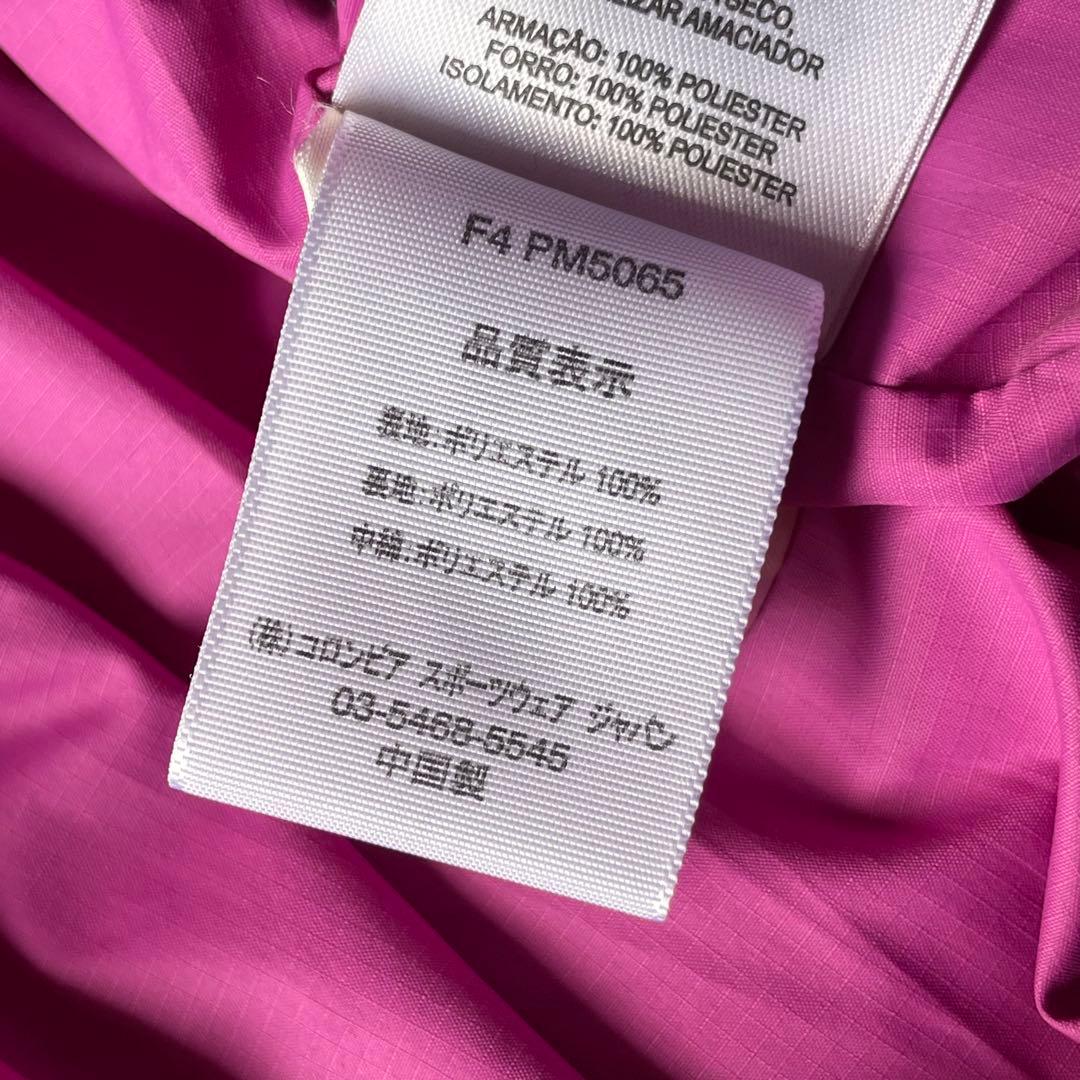 SECO,
LIZAR AMACIADOR
ARMAÇÃO: 100% POLIESTER
FORRO: 100% POLIESTER
ISOLAMENTO: 100% POLIESTER
F4 PM5065
品質表示
表地:ポリエステル 100%
裏地:ポリエステル 100%
中綿:ポリエステル 100%
(株)コロンビア スポーツウェア ジャパン
03-5468-5545
中国製